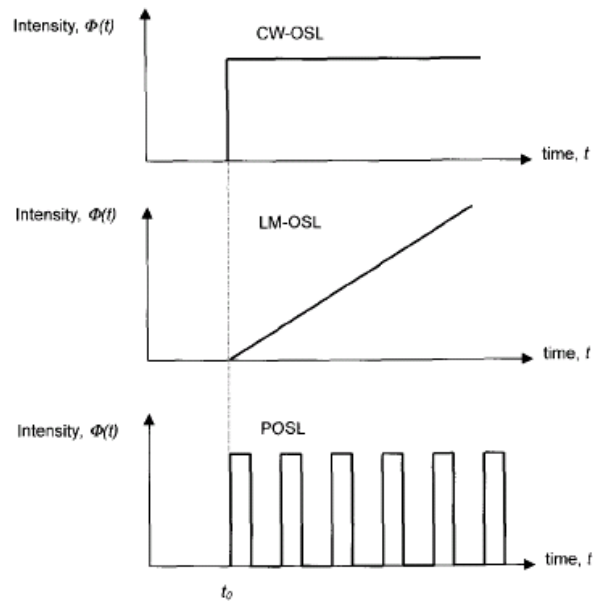 Intensity, Φ(t)
CW-OSL
time, t
Intensity, Φ(t)
LM-OSL
time, t
Intensity, Φ(t)
POSL
time, t
t₀